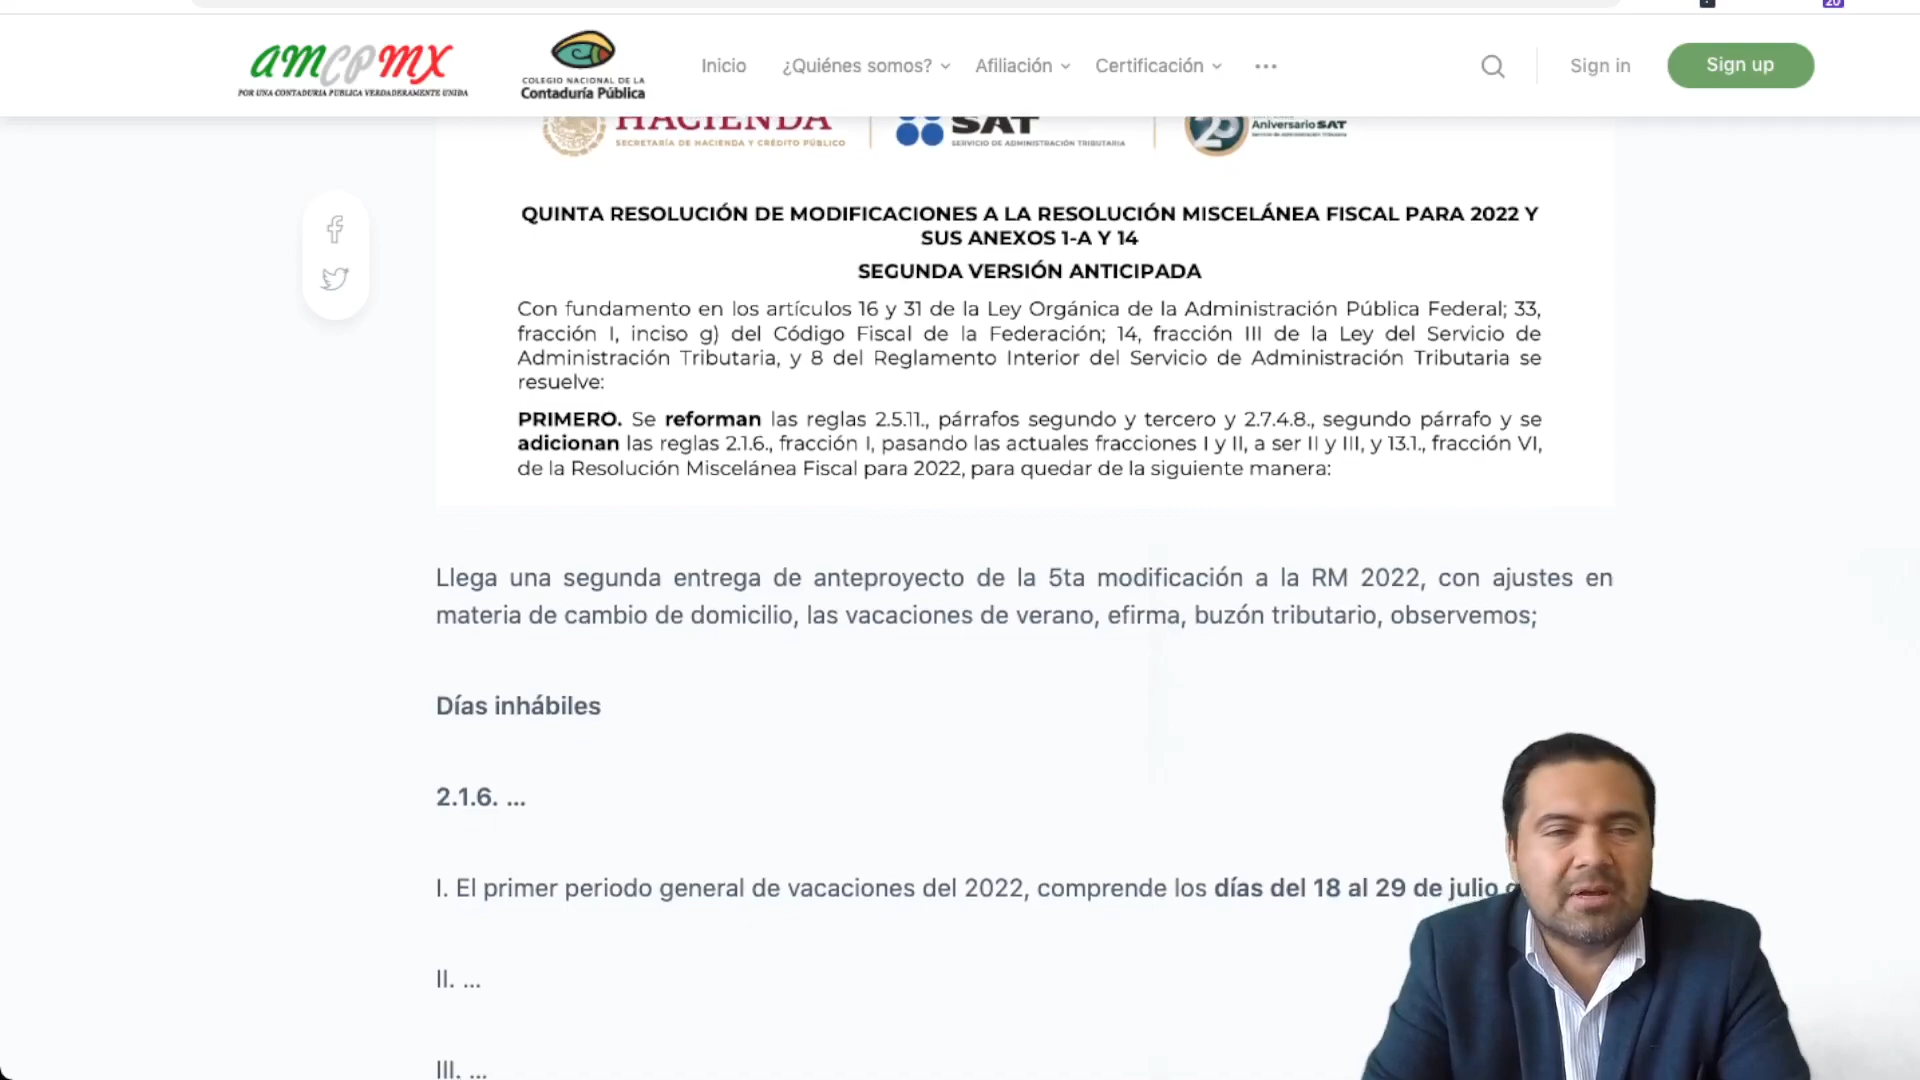 20
amcpmx
POR UNA CONTADURIA PUBLICA VERDADERAMENTE UNIDA
COLEGIO NACIONAL DE LA
Contaduría Pública
Inicio
¿Quiénes somos?
Afiliación
Certificación
Sign in
Sign up
HACIENDA
SECRETARÍA DE HACIENDA Y CRÉDITO PÚBLICO
SAT
SERVICIO DE ADMINISTRACIÓN TRIBUTARIA
25
Aniversario SAT
QUINTA RESOLUCIÓN DE MODIFICACIONES A LA RESOLUCIÓN MISCELÁNEA FISCAL PARA 2022 Y
SUS ANEXOS 1-A Y 14
SEGUNDA VERSIÓN ANTICIPADA
Con fundamento en los artículos 16 y 31 de la Ley Orgánica de la Administración Pública Federal; 33,
fracción I, inciso g) del Código Fiscal de la Federación; 14, fracción III de la Ley del Servicio de
Administración Tributaria, y 8 del Reglamento Interior del Servicio de Administración Tributaria se
resuelve:
PRIMERO. Se reforman las reglas 2.5.11., párrafos segundo y tercero y 2.7.4.8., segundo párrafo y se
adicionan las reglas 2.1.6., fracción I, pasando las actuales fracciones I y II, a ser II y III, y 13.1., fracción VI,
de la Resolución Miscelánea Fiscal para 2022, para quedar de la siguiente manera:
Llega una segunda entrega de anteproyecto de la 5ta modificación a la RM 2022, con ajustes en
materia de cambio de domicilio, las vacaciones de verano, efirma, buzón tributario, observemos;
Días inhábiles
2.1.6. ...
I. El primer periodo general de vacaciones del 2022, comprende los días del 18 al 29 de julio
II. ...
III. ...